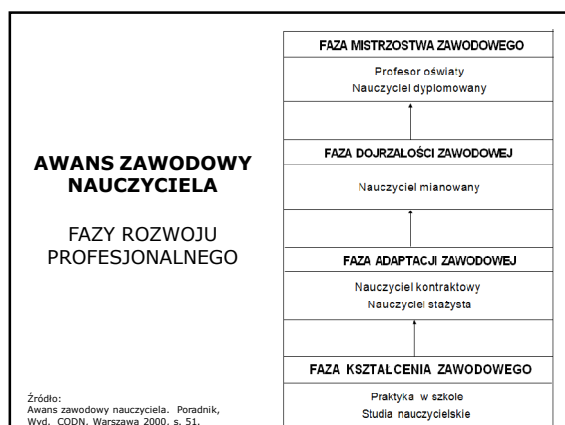 AWANS ZAWODOWY
NAUCZYCIELA
FAZY ROZWOJU
PROFESJONALNEGO
Źródło:
Awans zawodowy nauczyciela. Poradnik,
Wyd. CODN, Warszawa 2000, s. 51.
FAZA MISTRZOSTWA ZAWODOWEGO
Profesor oświaty
Nauczyciel dyplomowany
FAZA DOJRZAŁOŚCI ZAWODOWEJ
Nauczyciel mianowany
FAZA ADAPTACJI ZAWODOWEJ
Nauczyciel kontraktowy
Nauczyciel stażysta
FAZA KSZTAŁCENIA ZAWODOWEGO
Praktyka w szkole
Studia nauczycielskie